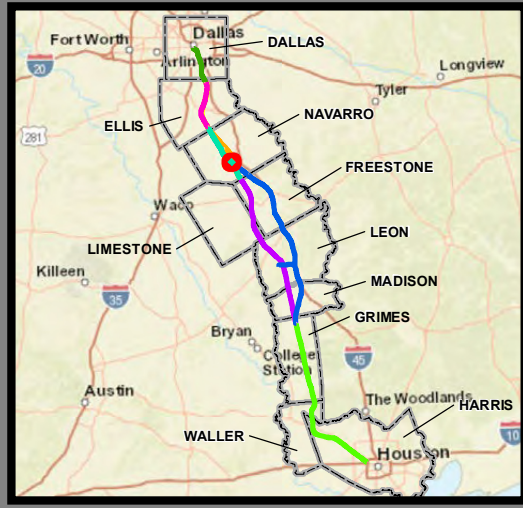 Dallas
DALLAS
Fort Worth
Arlington
Longview
20
Tyler
NAVARRO
ELLIS
281
FREESTONE
Waco
LEON
LIMESTONE
Killeen
MADISON
35
GRIMES
Bryan
College
Station
45
Austin
The Woodlands
HARRIS
WALLER
10
Houston